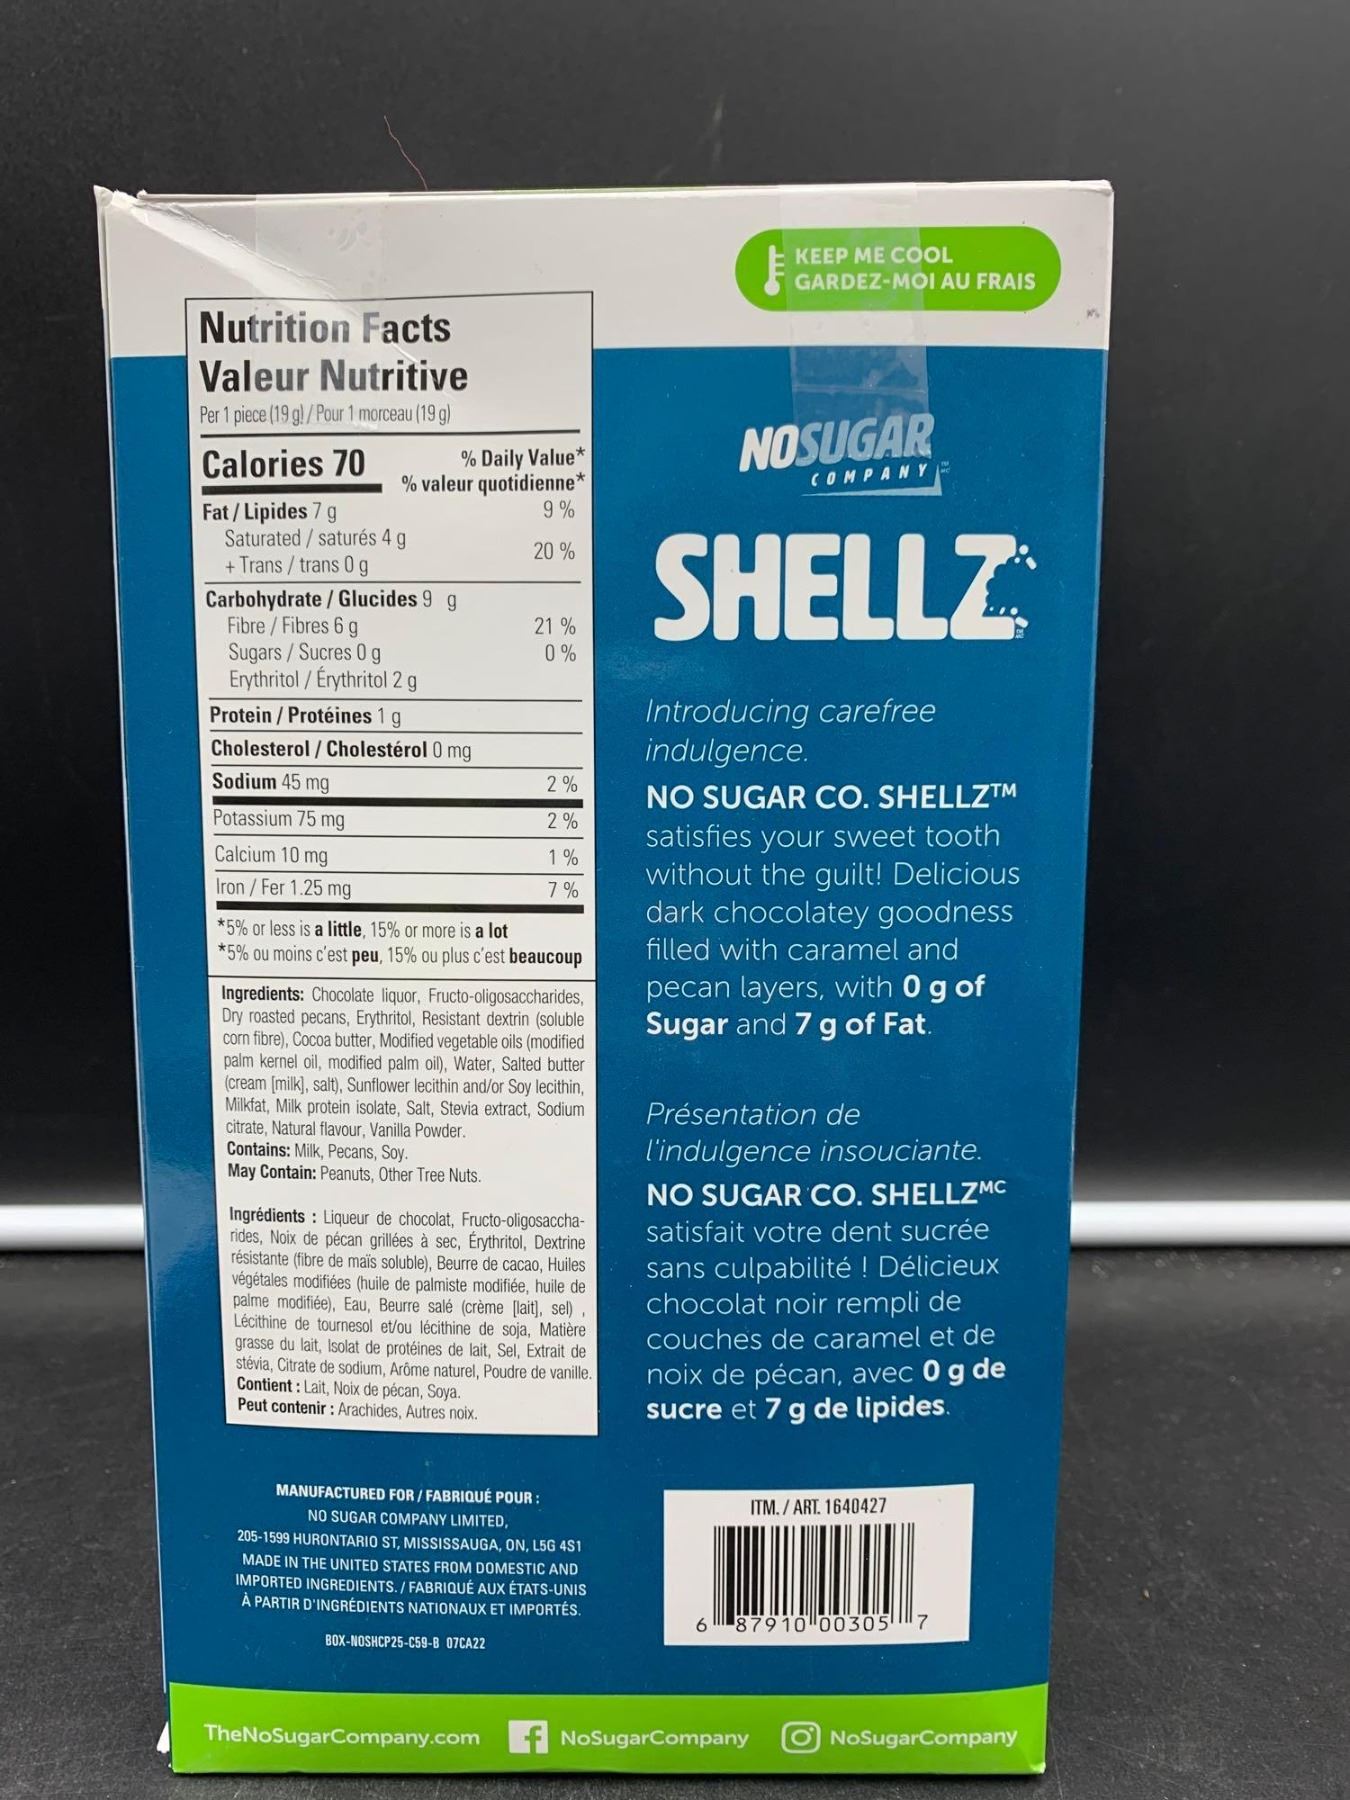 KEEP ME COOL
GARDEZ-MOI AU FRAIS
Nutrition Facts
Valeur Nutritive
Per 1 piece (19 g) / Pour 1 morceau (19 g)
Calories 70
% Daily Value*
% valeur quotidienne*
Fat / Lipides 7 g 9 %
Saturated / saturés 4 g
+ Trans / trans 0 g 20 %
Carbohydrate / Glucides 9 g
Fibre / Fibres 6 g 21 %
Sugars / Sucres 0 g 0 %
Erythritol / Érythritol 2 g
Protein / Protéines 1 g
Cholesterol / Cholestérol 0 mg
Sodium 45 mg 2 %
Potassium 75 mg 2 %
Calcium 10 mg 1 %
Iron / Fer 1.25 mg 7 %
*5% or less is a little, 15% or more is a lot
*5% ou moins c'est peu, 15% ou plus c'est beaucoup
Ingredients: Chocolate liquor, Fructo-oligosaccharides,
Dry roasted pecans, Erythritol, Resistant dextrin (soluble
corn fibre), Cocoa butter, Modified vegetable oils (modified
palm kernel oil, modified palm oil), Water, Salted butter
(cream [milk], salt), Sunflower lecithin and/or Soy lecithin,
Milkfat, Milk protein isolate, Salt, Stevia extract, Sodium
citrate, Natural flavour, Vanilla Powder.
Contains: Milk, Pecans, Soy.
May Contain: Peanuts, Other Tree Nuts.
Ingrédients : Liqueur de chocolat, Fructo-oligosaccha-
rides, Noix de pécan grillées à sec, Érythritol, Dextrine
résistante (fibre de maïs soluble), Beurre de cacao, Huiles
végétales modifiées (huile de palmiste modifiée, huile de
palme modifiée), Eau, Beurre salé (crème [lait], sel) ,
Lécithine de tournesol et/ou lécithine de soja, Matière
grasse du lait, Isolat de protéines de lait, Sel, Extrait de
stévia, Citrate de sodium, Arôme naturel, Poudre de vanille.
Contient : Lait, Noix de pécan, Soya.
Peut contenir : Arachides, Autres noix.
MANUFACTURED FOR / FABRIQUÉ POUR :
NO SUGAR COMPANY LIMITED,
205-1599 HURONTARIO ST, MISSISSAUGA, ON, L5G 4S1
MADE IN THE UNITED STATES FROM DOMESTIC AND
IMPORTED INGREDIENTS. / FABRIQUÉ AUX ÉTATS-UNIS
À PARTIR D'INGRÉDIENTS NATIONAUX ET IMPORTÉS.
BOX-NOSHCP25-C59-B 07CA22
NOSUGAR
COMPANY TM MC
SHELLZ TM MC
Introducing carefree
indulgence.
NO SUGAR CO. SHELLZ™
satisfies your sweet tooth
without the guilt! Delicious
dark chocolatey goodness
filled with caramel and
pecan layers, with 0 g of
Sugar and 7 g of Fat.
Présentation de
l'indulgence insouciante.
NO SUGAR CO. SHELLZMC
satisfait votre dent sucrée
sans culpabilité ! Délicieux
chocolat noir rempli de
couches de caramel et de
noix de pécan, avec 0 g de
sucre et 7 g de lipides.
ITM. / ART. 1640427
6 87910 00305 7
TheNoSugarCompany.com
NoSugarCompany
NoSugarCompany